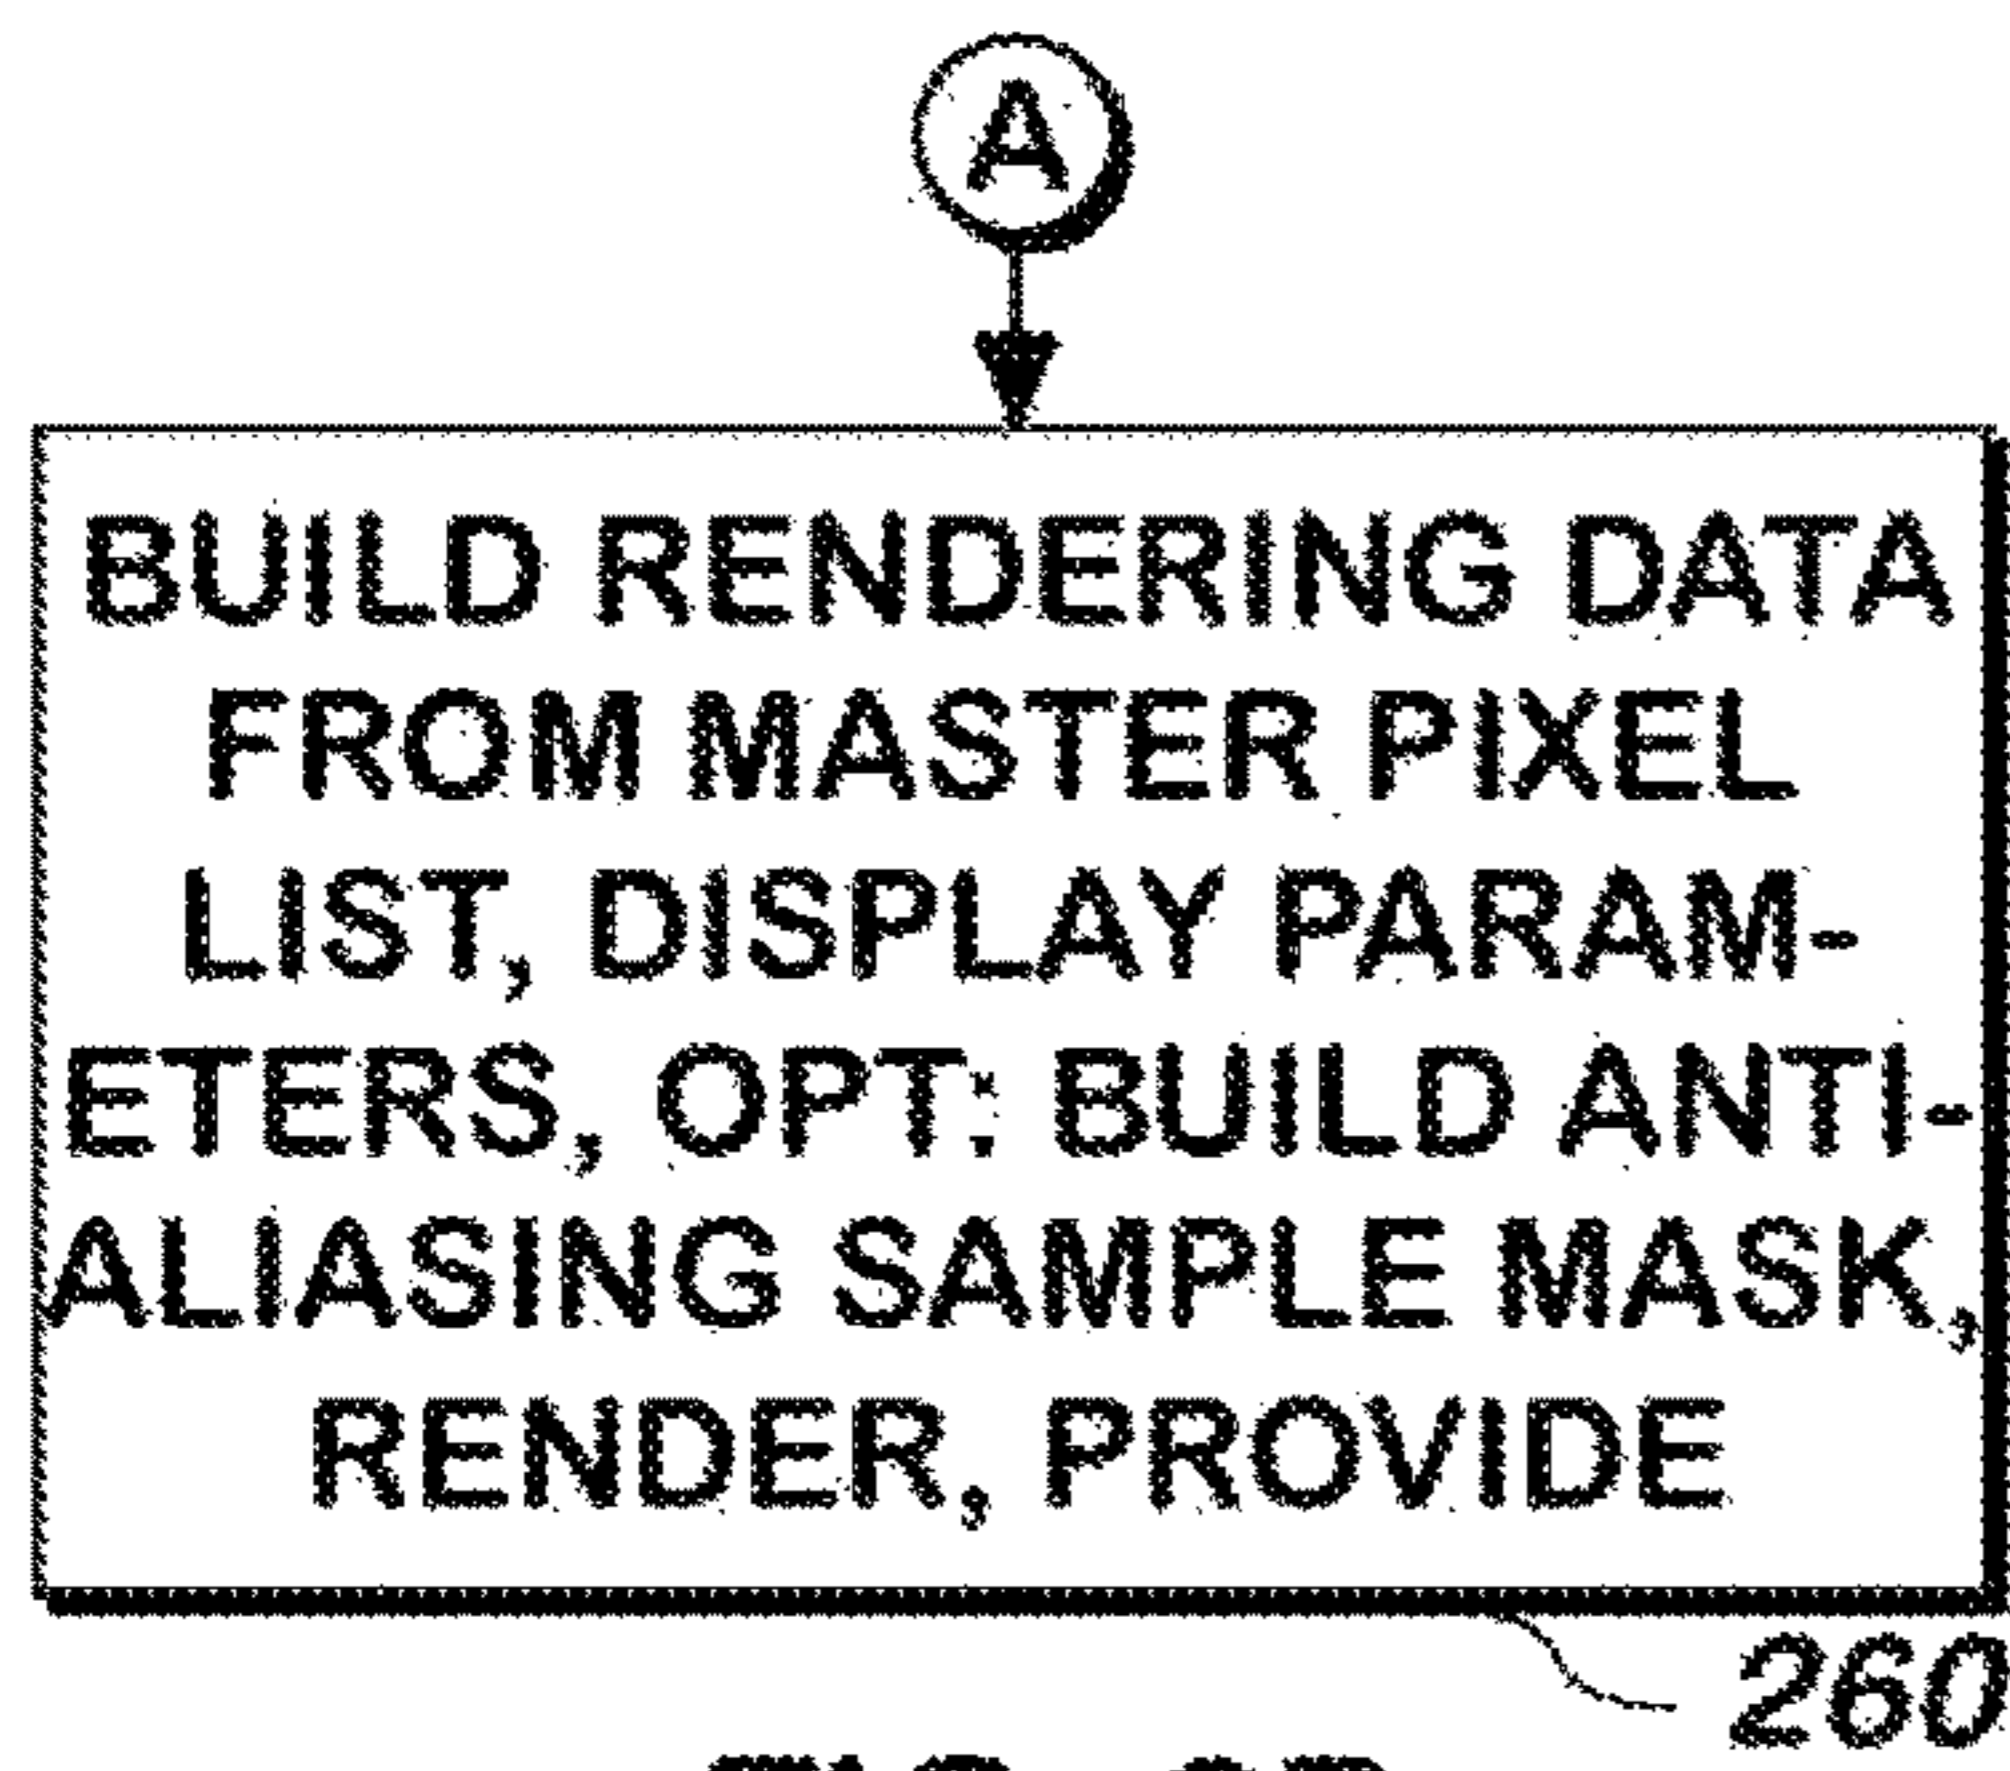 A
BUILD RENDERING DATA
FROM MASTER PIXEL
LIST, DISPLAY PARAM-
ETERS, OPT: BUILD ANTI-
ALIASING SAMPLE MASK,
RENDER, PROVIDE
260